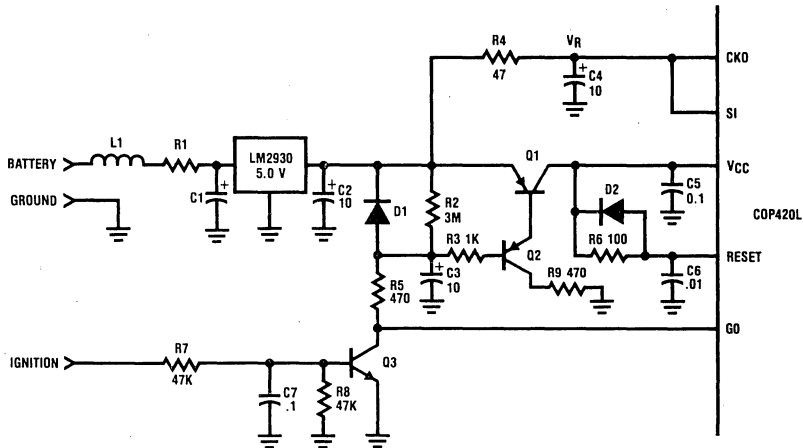 R4
47
VR
+
C4
10
CKO
SI
L1
R1
LM2930
5.0 V
BATTERY
GROUND
+
C1
+
C2
10
D1
R2
3M
Q1
VCC
D2
C5
0.1
COP420L
R3 1K
Q2
R6 100
RESET
+
C3
10
R5
470
R9 470
C6
.01
G0
IGNITION
R7
47K
Q3
C7
.1
R8
47K